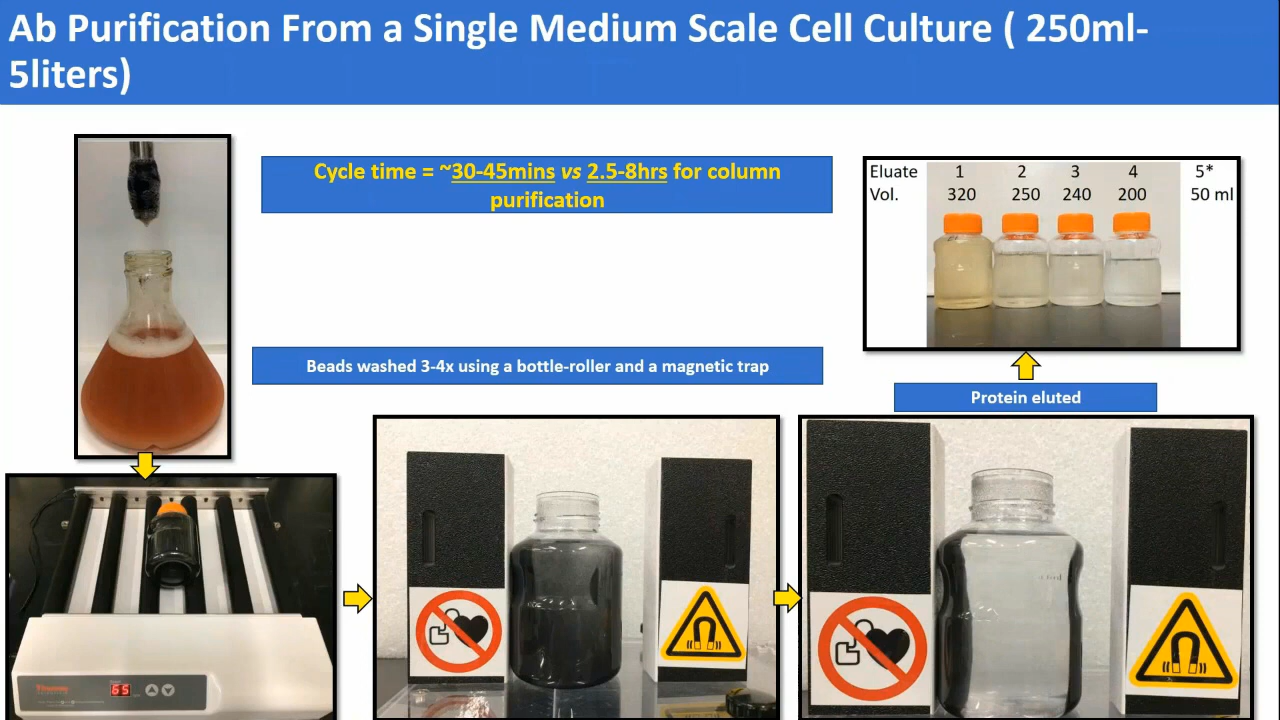 Ab Purification From a Single Medium Scale Cell Culture ( 250ml-
5liters)
Cycle time = ~30-45mins vs 2.5-8hrs for column
purification
Eluate 1 2 3 4 5*
Vol. 320 250 240 200 50 ml
Beads washed 3-4x using a bottle-roller and a magnetic trap
Protein eluted
Thermo
65